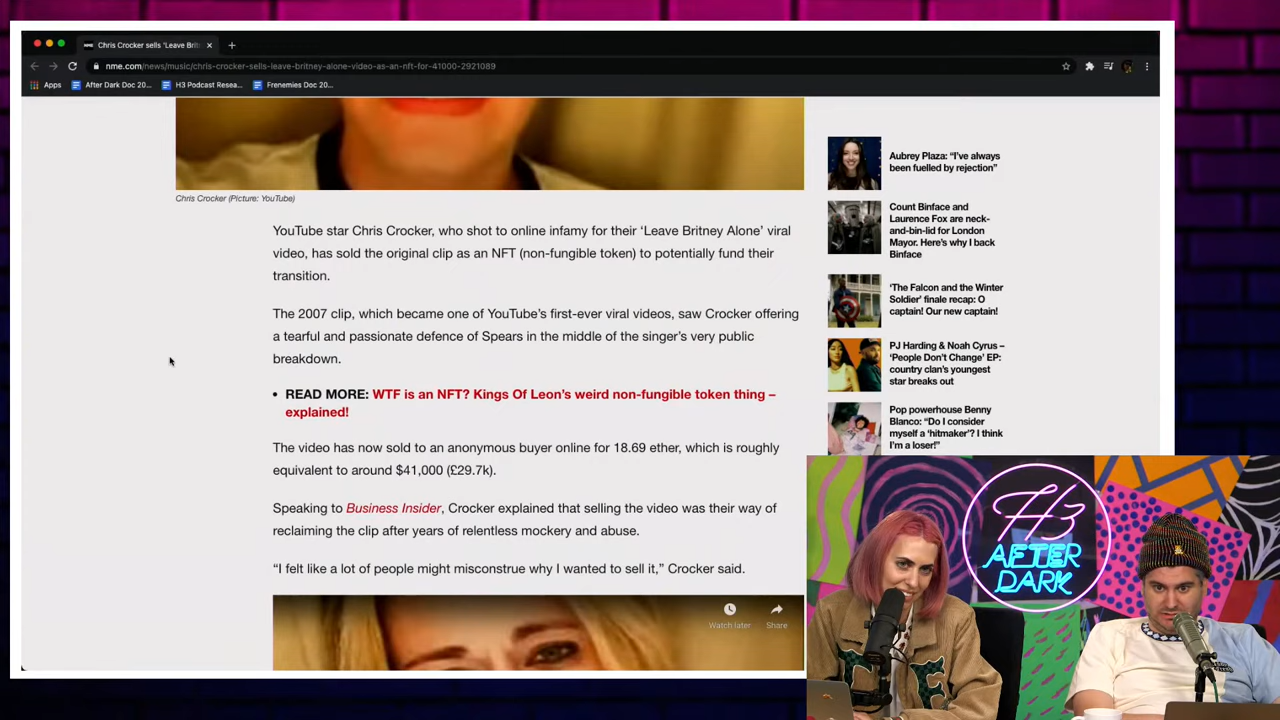 Chris Crocker sells 'Leave Brit
nme.com/news/music/chris-crocker-sells-leave-britney-alone-video-as-an-nft-for-41000-2921089
Apps After Dark Doc 20... H3 Podcast Resea... Frenemies Doc 20...
Chris Crocker (Picture: YouTube)
YouTube star Chris Crocker, who shot to online infamy for their ‘Leave Britney Alone’ viral
video, has sold the original clip as an NFT (non-fungible token) to potentially fund their
transition.
The 2007 clip, which became one of YouTube’s first-ever viral videos, saw Crocker offering
a tearful and passionate defence of Spears in the middle of the singer’s very public
breakdown.
• READ MORE: WTF is an NFT? Kings Of Leon’s weird non-fungible token thing –
explained!
The video has now sold to an anonymous buyer online for 18.69 ether, which is roughly
equivalent to around $41,000 (£29.7k).
Speaking to Business Insider, Crocker explained that selling the video was their way of
reclaiming the clip after years of relentless mockery and abuse.
“I felt like a lot of people might misconstrue why I wanted to sell it,” Crocker said.
Watch later Share
Aubrey Plaza: “I’ve always
been fuelled by rejection”
Count Binface and
Laurence Fox are neck-
and-bin-lid for London
Mayor. Here’s why I back
Binface
‘The Falcon and the Winter
Soldier’ finale recap: O
captain! Our new captain!
PJ Harding & Noah Cyrus –
‘People Don’t Change’ EP:
country clan’s youngest
star breaks out
Pop powerhouse Benny
Blanco: “Do I consider
myself a ‘hitmaker’? I think
I’m a loser!”
H3
AFTER
DARK